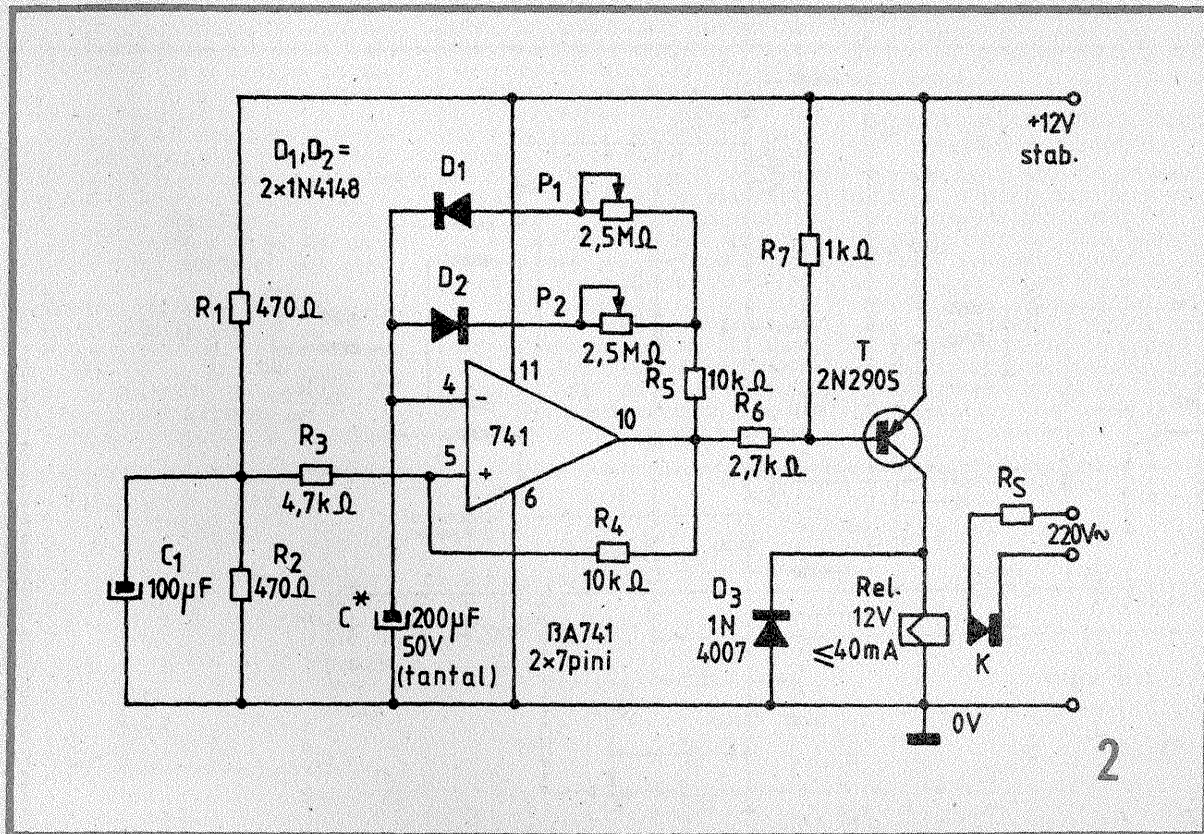 +12V
stab.
D1,D2=
2×1N4148
D1
P1
2,5MΩ
R7
1kΩ
D2
P2
2,5MΩ
R1
470Ω
T
2N2905
R5
10kΩ
4
-
11
741
10
R6
2,7kΩ
R3
4,7kΩ
5
+
6
RS
220V~
R4
10kΩ
C1
100μF
R2
470Ω
C*
200μF
50V
(tantal)
βA741
2×7pini
D3
1N
4007
Rel.
12V
≤40mA
K
0V
2